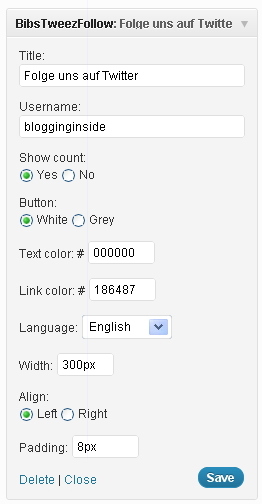 BibsTweezFollow: Folge uns auf Twitte
Title:
Folge uns auf Twitter
Username:
blogginginside
Show count:
Yes No
Button:
White Grey
Text color: # 000000
Link color: # 186487
Language: English
Width: 300px
Align:
Left Right
Padding: 8px
Delete | Close Save